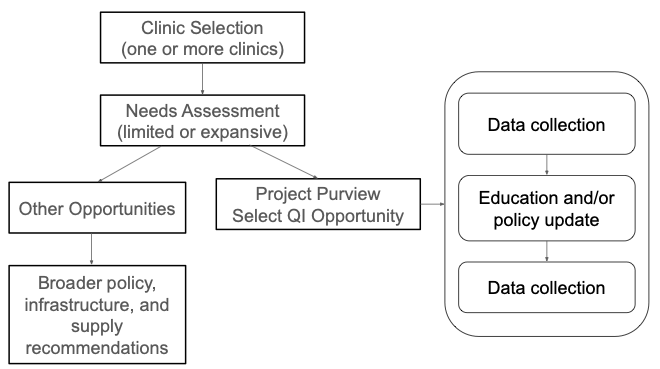 Clinic Selection
(one or more clinics)
Needs Assessment
(limited or expansive)
Other Opportunities
Broader policy,
infrastructure, and
supply
recommendations
Project Purview
Select QI Opportunity
Data collection
Education and/or
policy update
Data collection